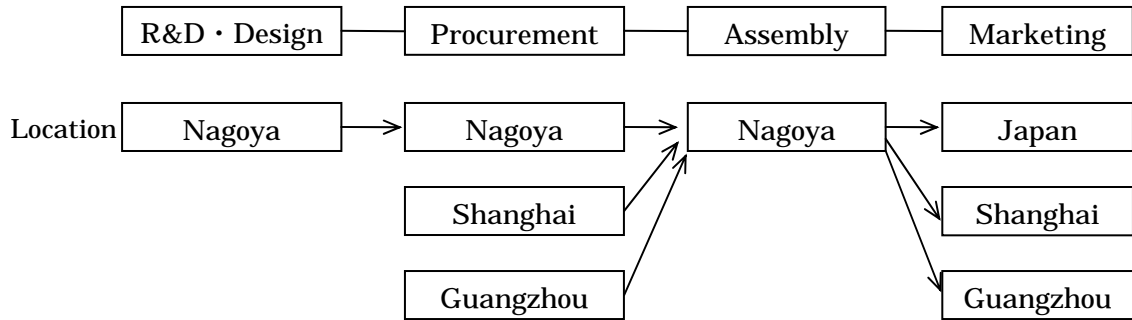 R&D・Design Procurement Assembly Marketing
Location Nagoya Nagoya Nagoya Japan
Shanghai Shanghai
Guangzhou Guangzhou